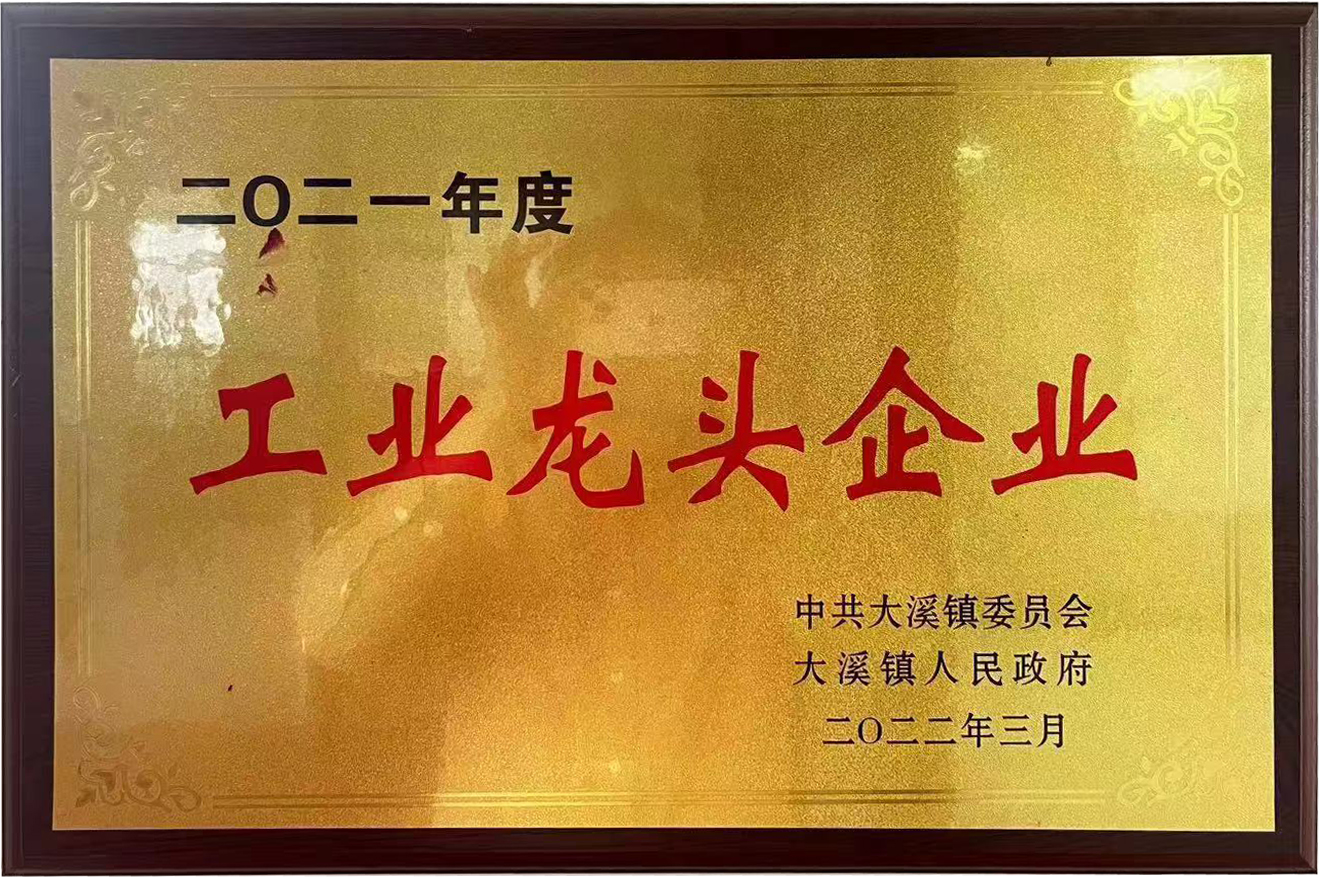 二〇二一年度
工业龙头企业
中共大溪镇委员会
大溪镇人民政府
二〇二二年三月